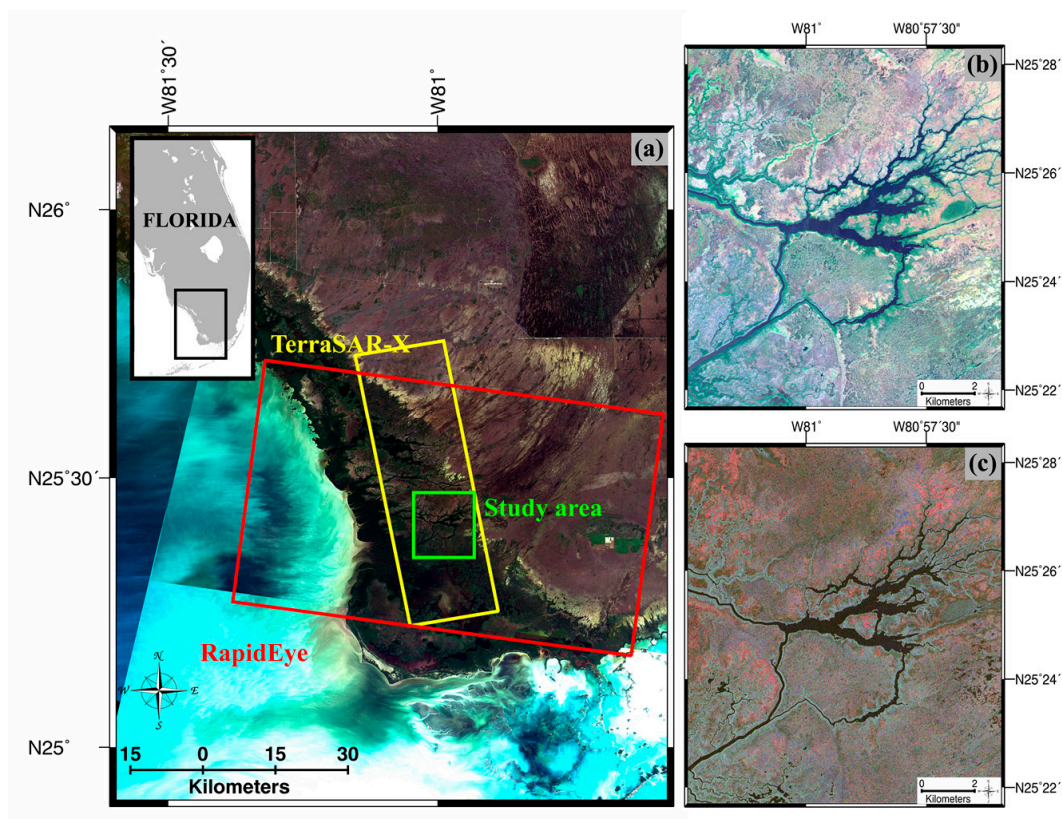 W81°30′
W81°
(a)
FLORIDA
N26°
N25°30′
N25°
TerraSAR-X
Study area
RapidEye
N
W E
S
15 0 30
Kilometers
W81° W80°57′30"
(b)
N25°28′
N25°26′
N25°24′
N25°22′
0 2
Kilometers
W81° W80°57′30"
(c)
N25°28′
N25°26′
N25°24′
N25°22′
0 2
Kilometers